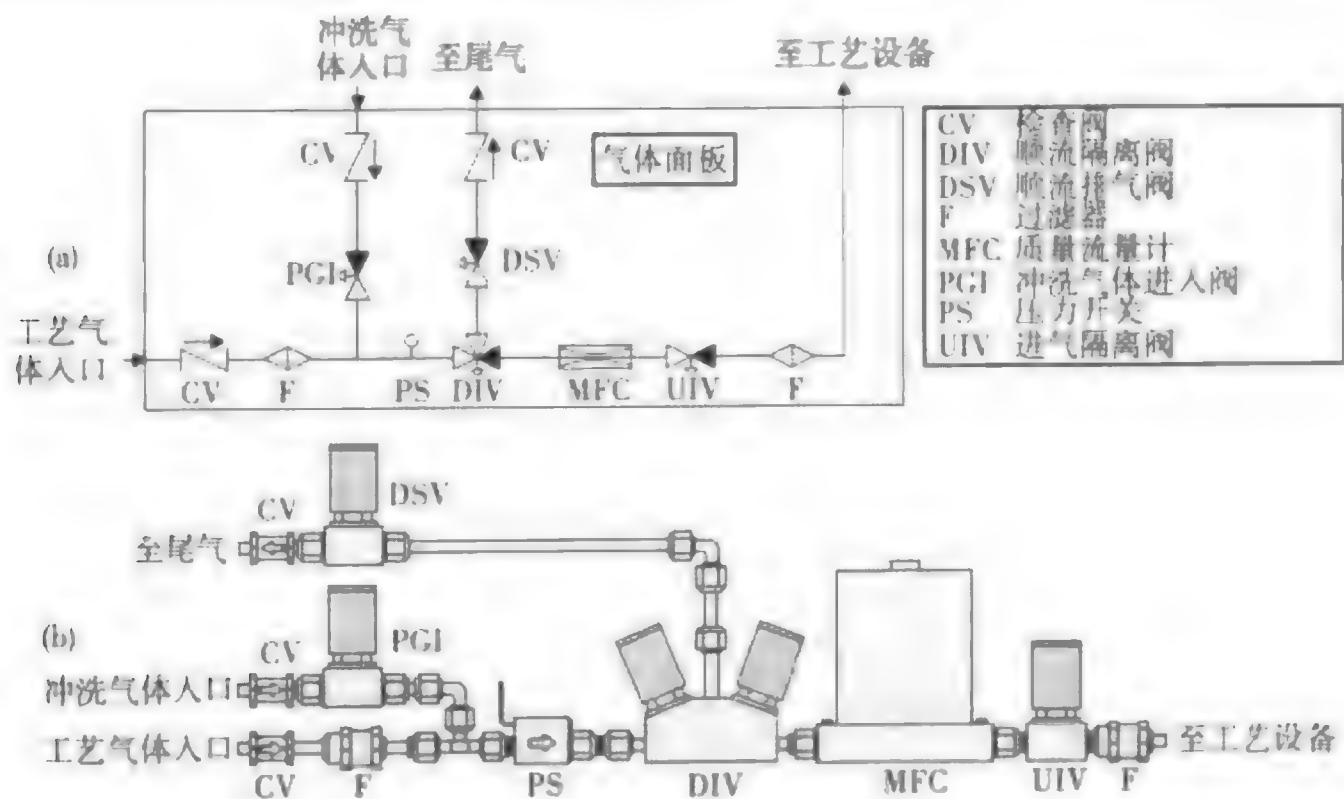 冲洗气
体入口
至尾气
至工艺设备
CV
CV
气体面板
(a)
PGI
DSV
工艺气
体入口
CV
F
PS
DIV
MFC
UIV
F
CV 检查阀
DIV 顺流隔离阀
DSV 顺流排气阀
F 过滤器
MFC 质量流量计
PGI 冲洗气体进入阀
PS 压力开关
UIV 进气隔离阀
DSV
CV
至尾气
(b)
PGI
CV
冲洗气体入口
工艺气体入口
至工艺设备
CV
F
PS
DIV
MFC
UIV
F